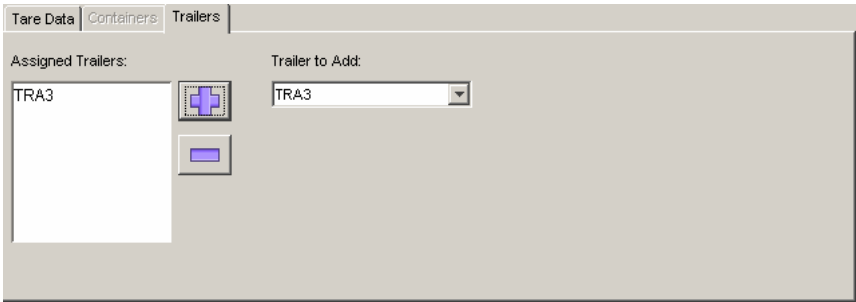 Tare Data Containers Trailers
Assigned Trailers: Trailer to Add:
TRA3 TRA3